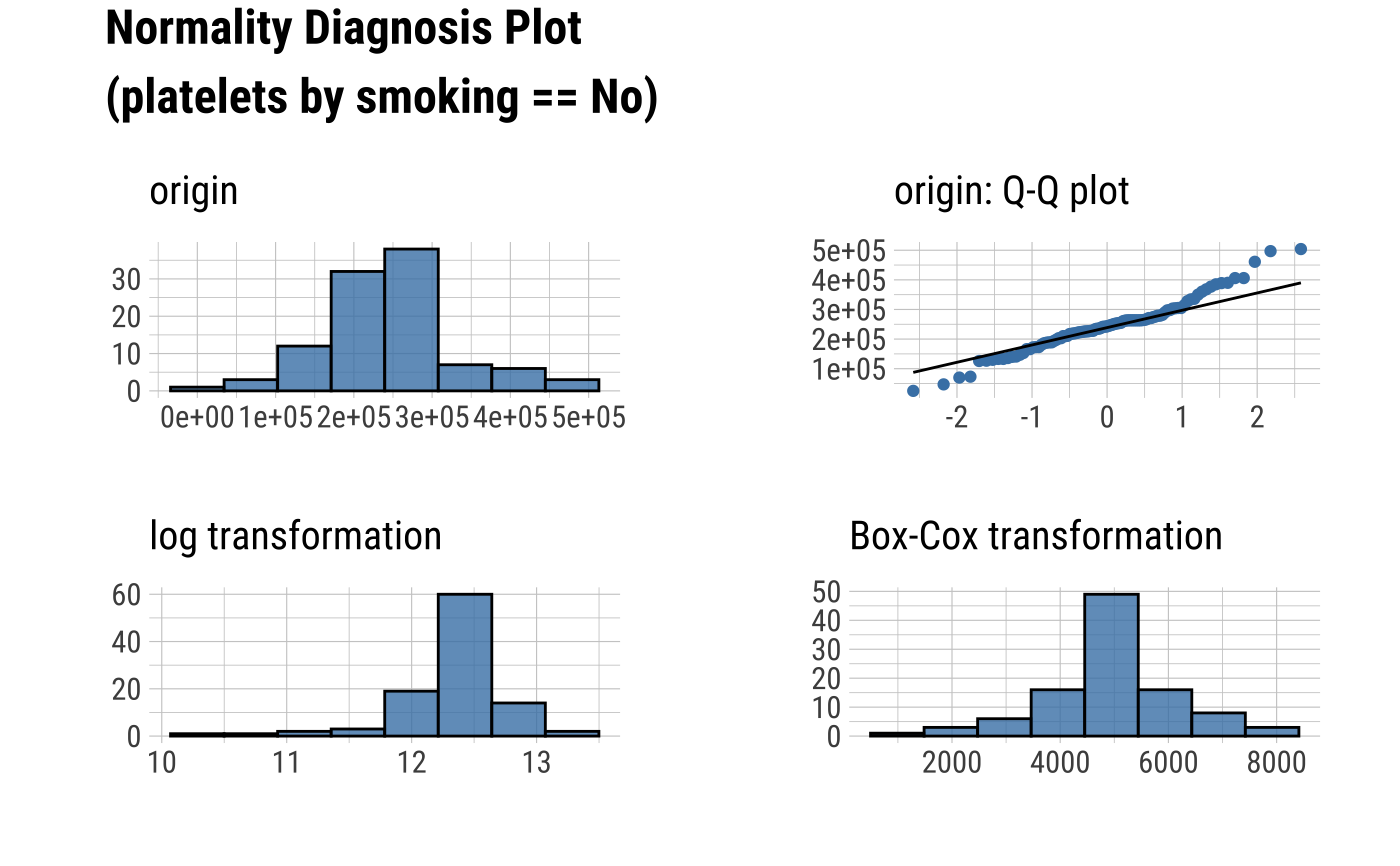 Normality Diagnosis Plot
(platelets by smoking == No)
origin
30
20
10
0
0e+00 1e+05 2e+05 3e+05 4e+05 5e+05
origin: Q-Q plot
5e+05
4e+05
3e+05
2e+05
1e+05
-2 -1 0 1 2
log transformation
60
40
20
0
10 11 12 13
Box-Cox transformation
50
40
30
20
10
0
2000 4000 6000 8000